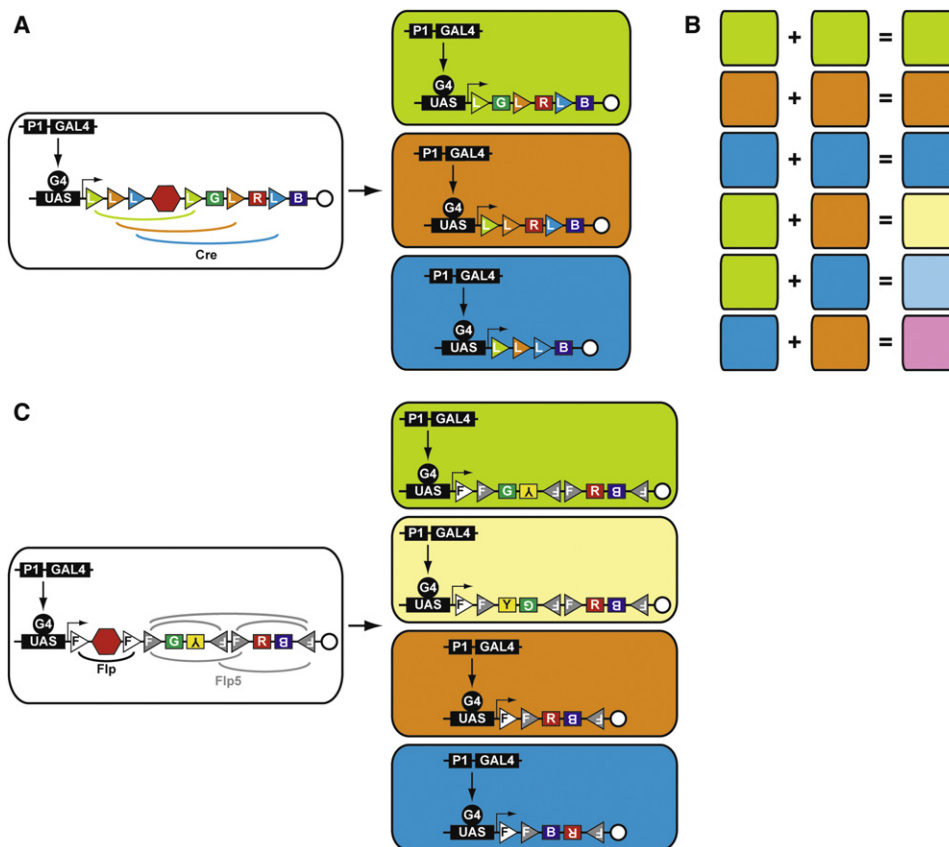 A
P1 GAL4
G4
UAS L L L L G L R L B
Cre
P1 GAL4
G4
UAS L G L R L B
P1 GAL4
G4
UAS L L R L B
P1 GAL4
G4
UAS L L L B
B
+ =
+ =
+ =
+ =
+ =
+ =
C
P1 GAL4
G4
UAS F F F G Y F F R B F
Flp
Flp5
P1 GAL4
G4
UAS F F G Y F F R B F
P1 GAL4
G4
UAS F F Y G F F R B F
P1 GAL4
G4
UAS F F R B F
P1 GAL4
G4
UAS F F B R F